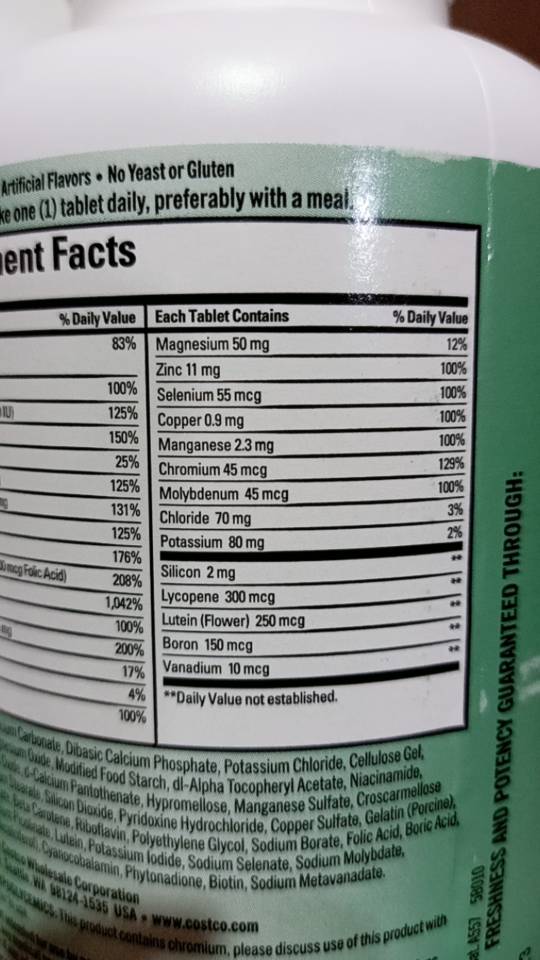 Artificial Flavors • No Yeast or Gluten
one (1) tablet daily, preferably with a meal.
Facts
% Daily Value
83%
100%
125%
150%
25%
125%
131%
125%
176%
Folic Acid) 208%
1,042%
100%
200%
17%
4%
100%
Each Tablet Contains % Daily Value
Magnesium 50 mg 12%
Zinc 11 mg 100%
Selenium 55 mcg 100%
Copper 0.9 mg 100%
Manganese 2.3 mg 100%
Chromium 45 mcg 129%
Molybdenum 45 mcg 100%
Chloride 70 mg 3%
Potassium 80 mg 2%
Silicon 2 mg **
Lycopene 300 mcg **
Lutein (Flower) 250 mcg **
Boron 150 mcg **
Vanadium 10 mcg **
**Daily Value not established.
Carbonate, Dibasic Calcium Phosphate, Potassium Chloride, Cellulose Gel,
Oxide, Modified Food Starch, dl-Alpha Tocopheryl Acetate, Niacinamide,
d-Calcium Pantothenate, Hypromellose, Manganese Sulfate, Croscarmellose
Silicon Dioxide, Pyridoxine Hydrochloride, Copper Sulfate, Gelatin (Porcine),
Beta Carotene, Riboflavin, Polyethylene Glycol, Sodium Borate, Folic Acid, Boric Acid,
Lutein, Potassium Iodide, Sodium Selenate, Sodium Molybdate,
Cyanocobalamin, Phytonadione, Biotin, Sodium Metavanadate.
Wholesale Corporation
WA 98124-1535 USA • www.costco.com
This product contains chromium, please discuss use of this product with
FRESHNESS AND POTENCY GUARANTEED THROUGH: